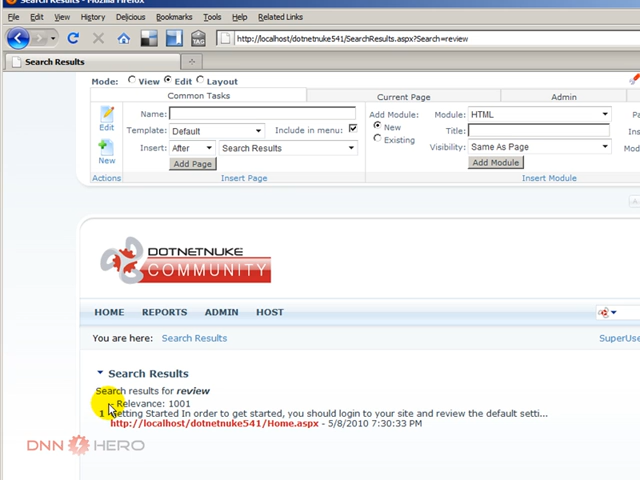 Search Results - Mozilla Firefox
File Edit View History Delicious Bookmarks Tools Help Related Links
TAG
http://localhost/dotnetnuke541/SearchResults.aspx?Search=review
Search Results
Mode: View Edit Layout
Common Tasks Current Page Admin
Edit
New
Actions
Name:
Template: Default Include in menu:
Insert: After Search Results
Add Page
Insert Page
Add Module: New Existing
Module: HTML
Title:
Visibility: Same As Page
Add Module
Insert Module
DOTNETNUKE
COMMUNITY
HOME REPORTS ADMIN HOST
You are here: Search Results SuperUse
Search Results
Search results for review
- Relevance: 1001
1 Getting Started In order to get started, you should login to your site and review the default setti...
http://localhost/dotnetnuke541/Home.aspx - 5/8/2010 7:30:33 PM
DNN HERO